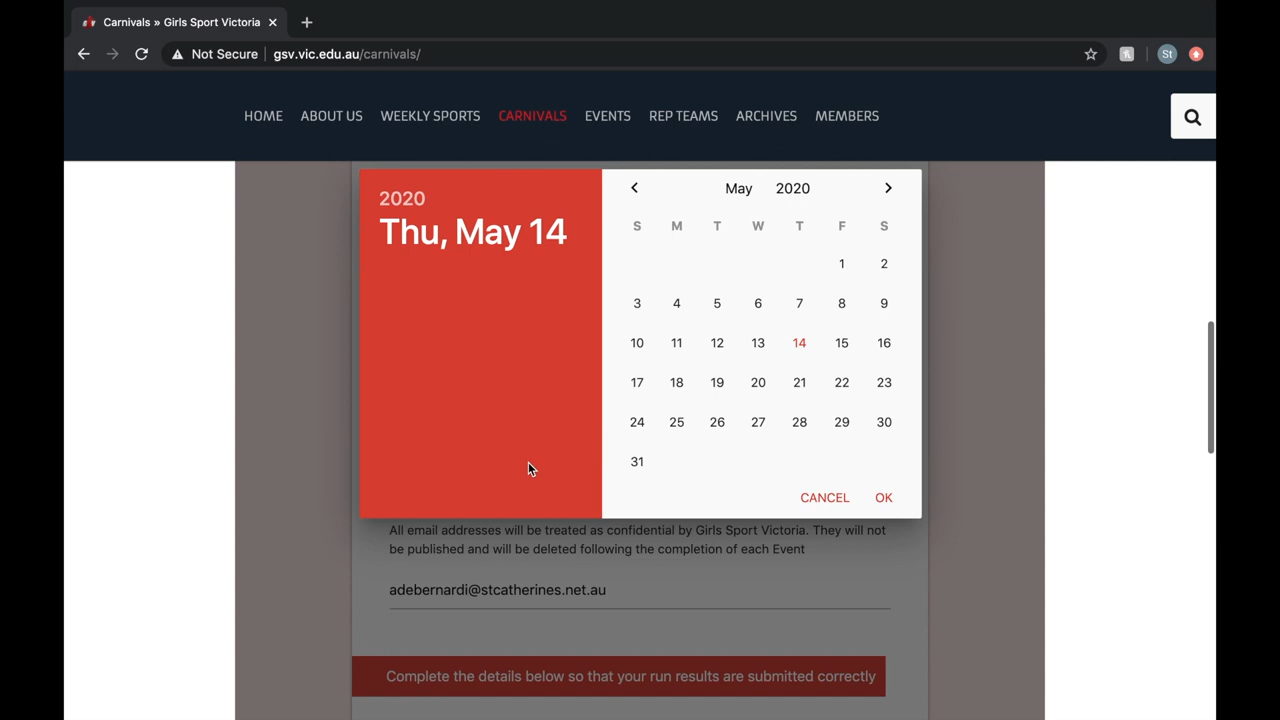 Carnivals » Girls Sport Victoria
Not Secure gsv.vic.edu.au/carnivals/ St
HOME ABOUT US WEEKLY SPORTS CARNIVALS EVENTS REP TEAMS ARCHIVES MEMBERS
2020
Thu, May 14
May 2020
S M T W T F S
1 2
3 4 5 6 7 8 9
10 11 12 13 14 15 16
17 18 19 20 21 22 23
24 25 26 27 28 29 30
31
CANCEL OK
All email addresses will be treated as confidential by Girls Sport Victoria. They will not
be published and will be deleted following the completion of each Event
adebernardi@stcatherines.net.au
Complete the details below so that your run results are submitted correctly